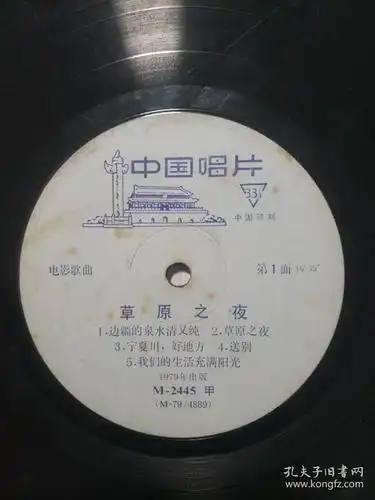 中国唱片
33
中国印制
电影歌曲
第1面
草原之夜
1.边疆的泉水清又纯 2.草原之夜
3.宁夏川，好地方 4.送别
5.我们的生活充满阳光
1979年出版
M-2445 甲
(M-79/4889)
孔夫子旧书网
www.kongfz.com